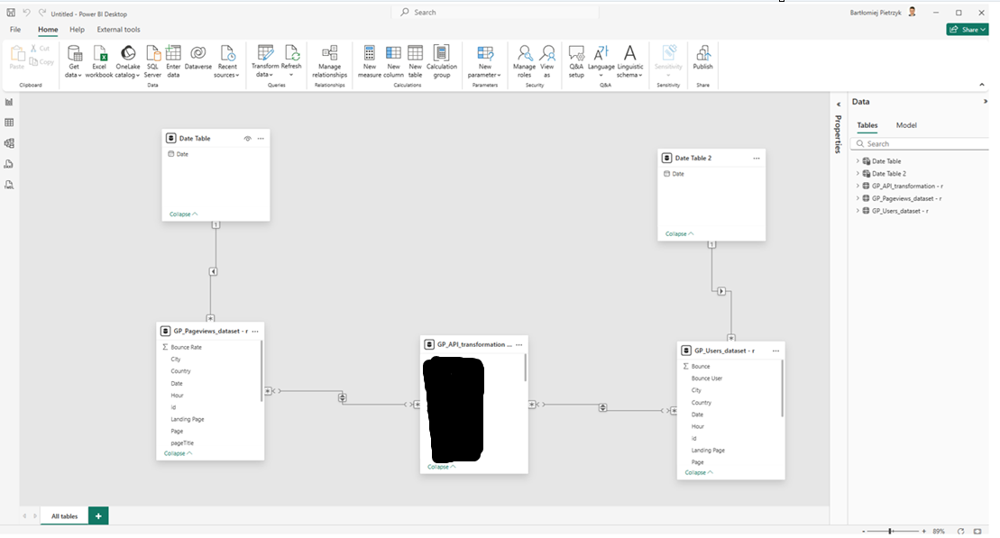 Untitled - Power BI Desktop
Search
Bartłomiej Pietrzyk
File Home Help External tools
Share
Paste
Cut
Copy
Get data
Excel workbook
OneLake catalog
SQL Server
Enter data
Dataverse
Recent sources
Transform data
Refresh
Manage relationships
New measure
New column
New table
Calculation group
New parameter
Manage roles
View as
Q&A setup
Language
Linguistic schema
Sensitivity
Publish
Clipboard
Data
Queries
Relationships
Calculations
Parameters
Security
Q&A
Sensitivity
Share
Date Table
Date
Collapse
1
*
Date Table 2
Date
Collapse
1
*
GP_Pageviews_dataset - r
Bounce Rate
City
Country
Date
Hour
id
Landing Page
Page
pageTitle
Collapse
*
*
GP_API_transformation ...
Collapse
*
*
GP_Users_dataset - r
Bounce
Bounce User
City
Country
Date
Hour
id
Landing Page
Page
Collapse
Properties
Data
Tables Model
Search
Date Table
Date Table 2
GP_API_transformation - r
GP_Pageviews_dataset - r
GP_Users_dataset - r
All tables
+
- + 89%